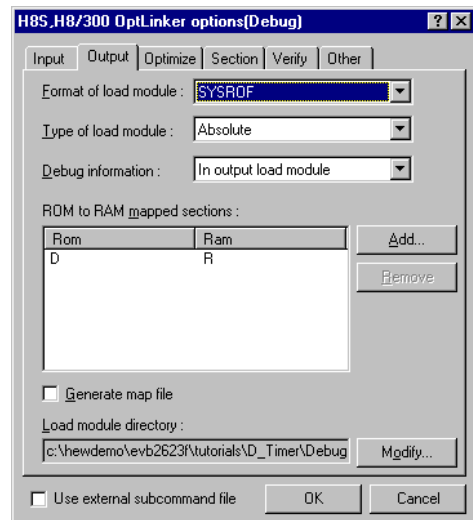 H8S,H8/300 OptLinker options(Debug)
Input Output Optimize Section Verify Other
Format of load module : SYSROF
Type of load module : Absolute
Debug information : In output load module
ROM to RAM mapped sections :
Rom Ram
D R
Add...
Remove
Generate map file
Load module directory :
c:\hewdemo\evb2623f\tutorials\D_Timer\Debug Modify...
Use external subcommand file OK Cancel